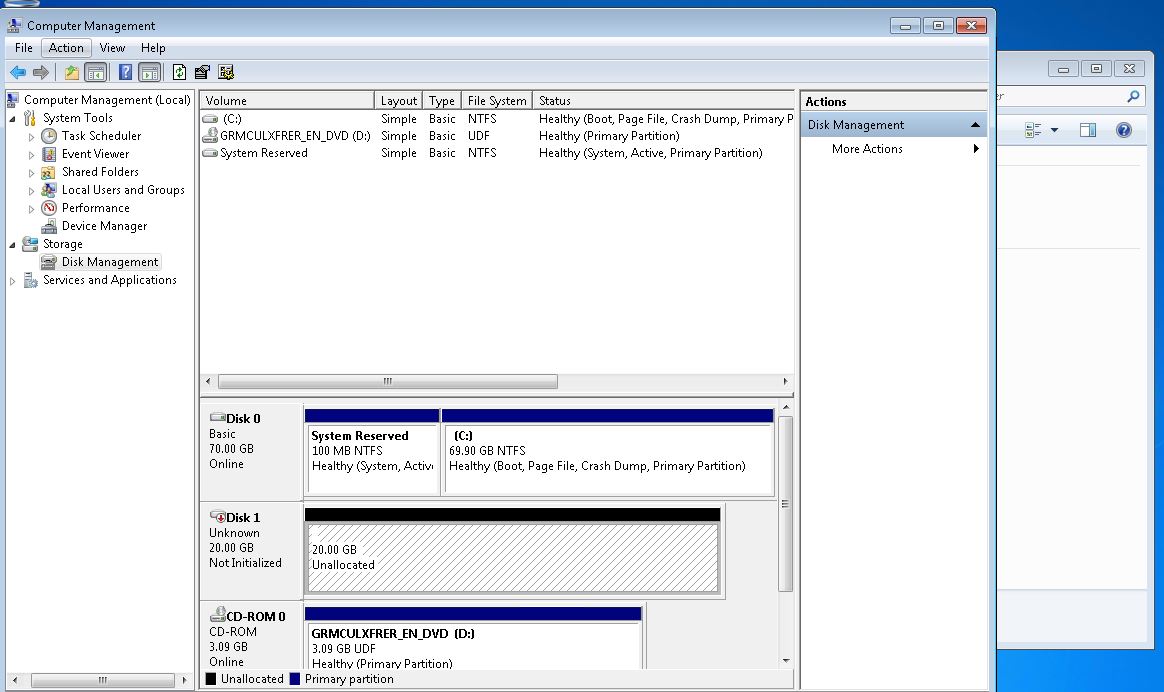 Computer Management
File Action View Help
Computer Management (Local)
System Tools
Task Scheduler
Event Viewer
Shared Folders
Local Users and Groups
Performance
Device Manager
Storage
Disk Management
Services and Applications
Volume Layout Type File System Status
(C:) Simple Basic NTFS Healthy (Boot, Page File, Crash Dump, Primary P
GRMCULXFRER_EN_DVD (D:) Simple Basic UDF Healthy (Primary Partition)
System Reserved Simple Basic NTFS Healthy (System, Active, Primary Partition)
Disk 0
Basic
70.00 GB
Online
System Reserved
100 MB NTFS
Healthy (System, Activ
(C:)
69.90 GB NTFS
Healthy (Boot, Page File, Crash Dump, Primary Partition)
Disk 1
Unknown
20.00 GB
Not Initialized
20.00 GB
Unallocated
CD-ROM 0
CD-ROM
3.09 GB
Online
GRMCULXFRER_EN_DVD (D:)
3.09 GB UDF
Healthy (Primary Partition)
Unallocated Primary partition
Actions
Disk Management
More Actions
er